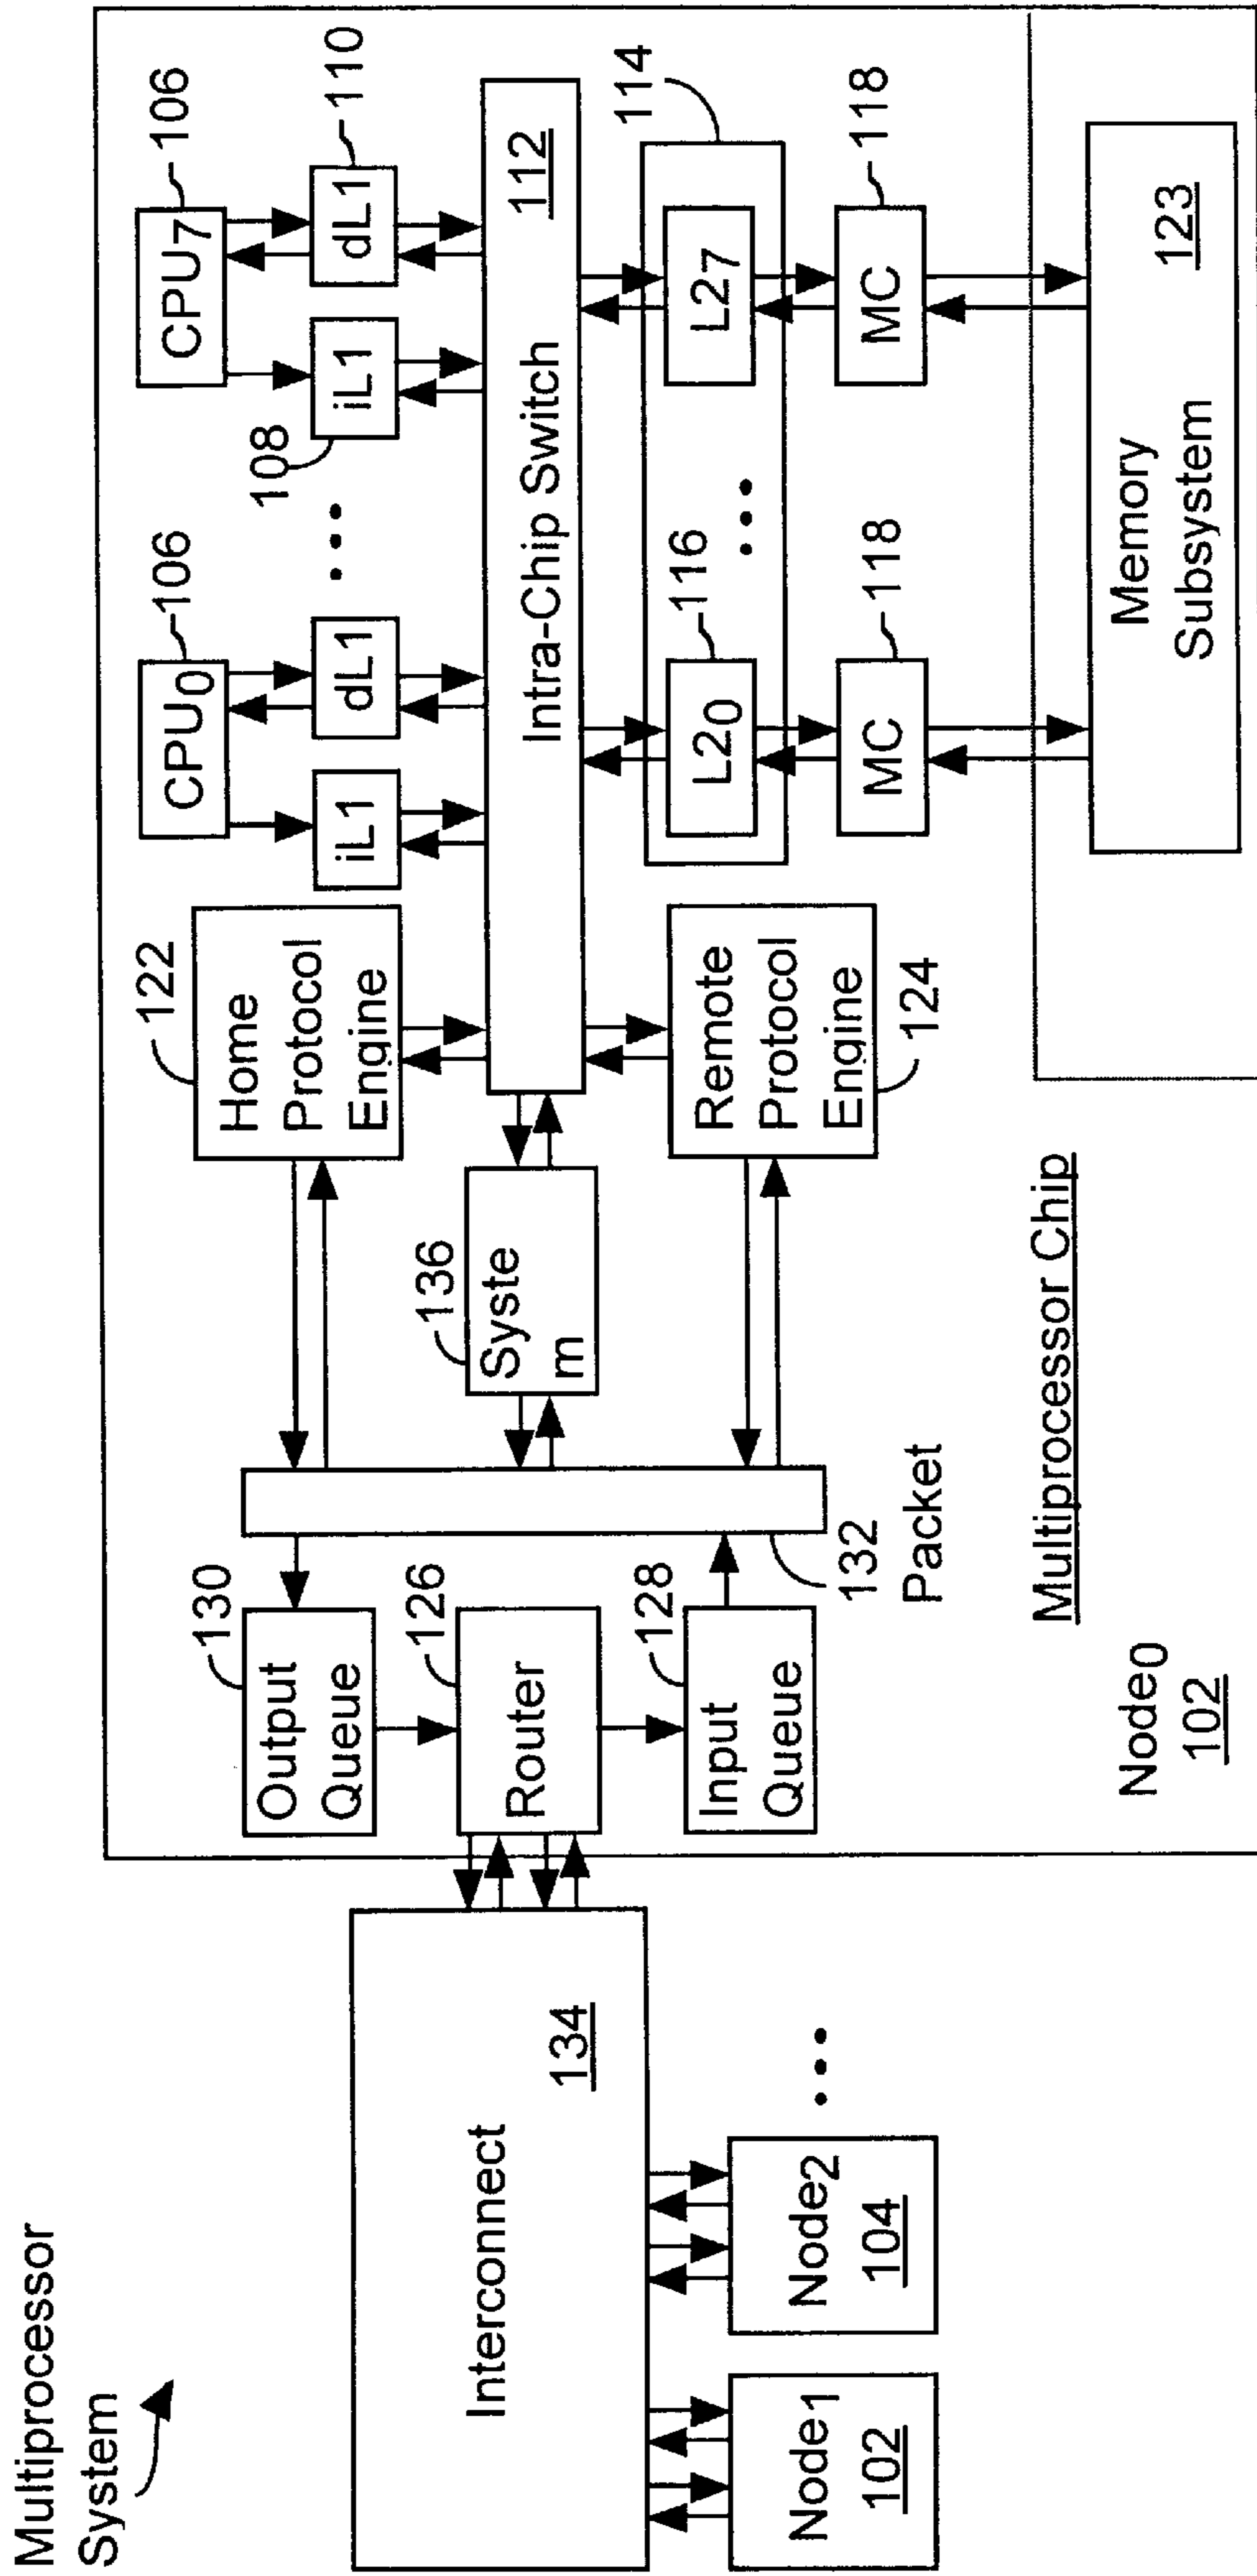 Multiprocessor
System
Interconnect
134
Node1
102
Node2
104
...
Output
Queue
130
Router
126
Input
Queue
128
132
Packet
Home
Protocol
Engine
122
Syste
m
136
Remote
Protocol
Engine
124
CPU0
106
iL1
dL1
...
CPU7
106
iL1
108
dL1
110
Intra-Chip Switch
112
114
L20
116
...
L27
MC
118
MC
118
Memory
Subsystem
123
Multiprocessor Chip
Node0
102